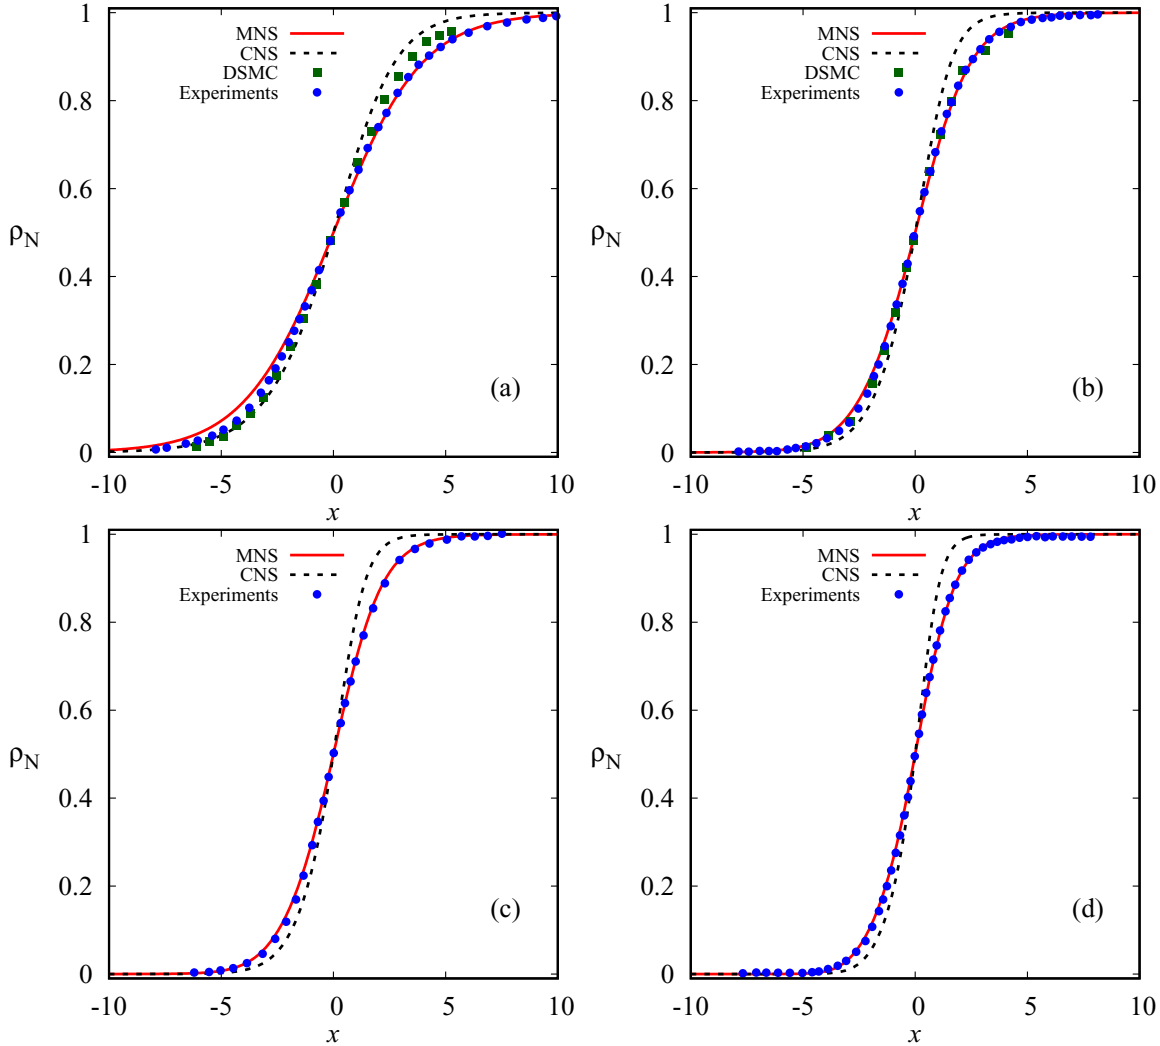 1
0.8
0.6
0.4
0.2
0
ρN
MNS
CNS
DSMC
Experiments
(a)
-10
-5
0
5
10
x
1
0.8
0.6
0.4
0.2
0
ρN
MNS
CNS
DSMC
Experiments
(b)
-10
-5
0
5
10
x
1
0.8
0.6
0.4
0.2
0
ρN
MNS
CNS
Experiments
(c)
-10
-5
0
5
10
x
1
0.8
0.6
0.4
0.2
0
ρN
MNS
CNS
Experiments
(d)
-10
-5
0
5
10
x